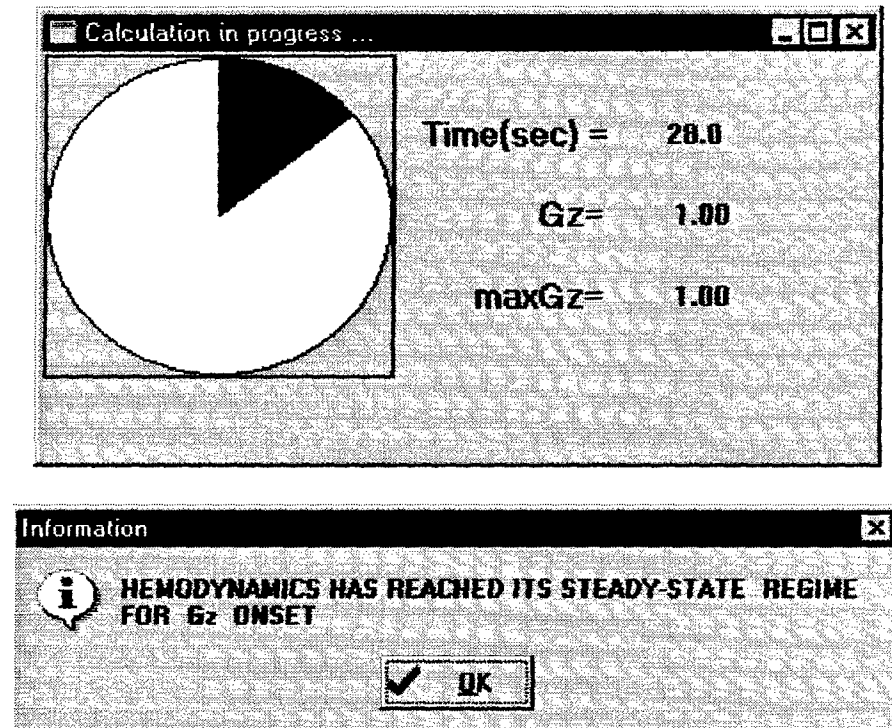 Calculation in progress ...
Time(sec) = 28.0
Gz= 1.00
maxGz= 1.00
Information
HEMODYNAMICS HAS REACHED ITS STEADY-STATE REGIME
FOR Gz ONSET
OK